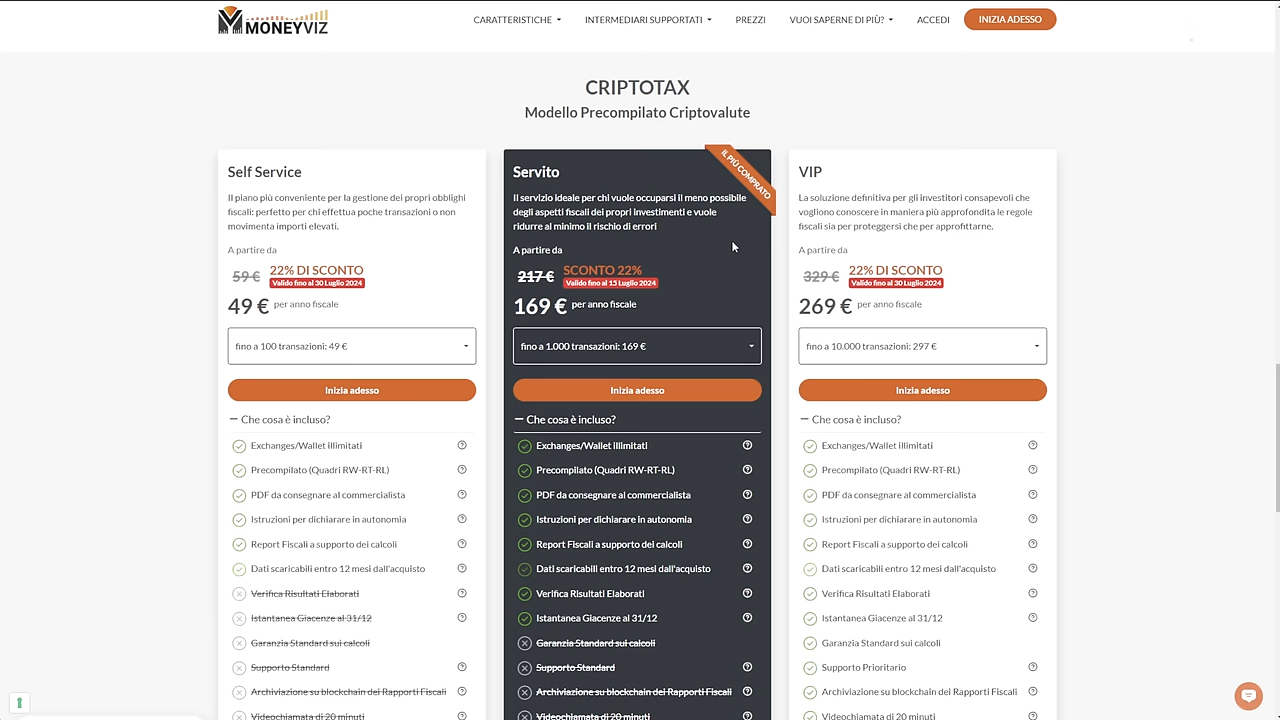 MONEYVIZ
CARATTERISTICHE
INTERMEDIARI SUPPORTATI
PREZZI
VUOI SAPERNE DI PIÙ?
ACCEDI
INIZIA ADESSO
CRIPTOTAX
Modello Precompilato Criptovalute
Self Service
Il piano più conveniente per la gestione dei propri obblighi
fiscali: perfetto per chi effettua poche transazioni o non
movimenta importi elevati.
A partire da
59 €
22% DI SCONTO
Valido fino al 30 Luglio 2024
49 € per anno fiscale
fino a 100 transazioni: 49 €
Inizia adesso
Che cosa è incluso?
Exchanges/Wallet illimitati
Precompilato (Quadri RW-RT-RL)
PDF da consegnare al commercialista
Istruzioni per dichiarare in autonomia
Report Fiscali a supporto dei calcoli
Dati scaricabili entro 12 mesi dall'acquisto
Verifica Risultati Elaborati
Istantanea Giacenze al 31/12
Garanzia Standard sui calcoli
Supporto Standard
Archiviazione su blockchain dei Rapporti Fiscali
Videochiamata di 20 minuti
IL PIÙ COMPRATO
Servito
Il servizio ideale per chi vuole occuparsi il meno possibile
degli aspetti fiscali dei propri investimenti e vuole
ridurre al minimo il rischio di errori
A partire da
217 €
SCONTO 22%
Valido fino al 15 Luglio 2024
169 € per anno fiscale
fino a 1.000 transazioni: 169 €
Inizia adesso
Che cosa è incluso?
Exchanges/Wallet illimitati
Precompilato (Quadri RW-RT-RL)
PDF da consegnare al commercialista
Istruzioni per dichiarare in autonomia
Report Fiscali a supporto dei calcoli
Dati scaricabili entro 12 mesi dall'acquisto
Verifica Risultati Elaborati
Istantanea Giacenze al 31/12
Garanzia Standard sui calcoli
Supporto Standard
Archiviazione su blockchain dei Rapporti Fiscali
Videochiamata di 20 minuti
VIP
La soluzione definitiva per gli investitori consapevoli che
vogliono conoscere in maniera più approfondita le regole
fiscali sia per proteggersi che per approfittarne.
A partire da
329 €
22% DI SCONTO
Valido fino al 30 Luglio 2024
269 € per anno fiscale
fino a 10.000 transazioni: 297 €
Inizia adesso
Che cosa è incluso?
Exchanges/Wallet illimitati
Precompilato (Quadri RW-RT-RL)
PDF da consegnare al commercialista
Istruzioni per dichiarare in autonomia
Report Fiscali a supporto dei calcoli
Dati scaricabili entro 12 mesi dall'acquisto
Verifica Risultati Elaborati
Istantanea Giacenze al 31/12
Garanzia Standard sui calcoli
Supporto Prioritario
Archiviazione su blockchain dei Rapporti Fiscali
Videochiamata di 20 minuti